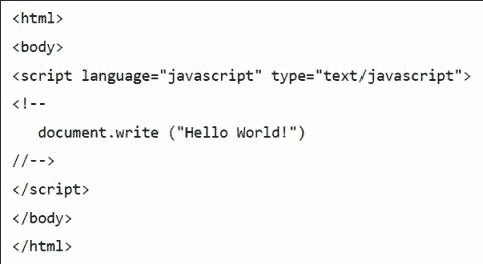 <html>
<body>
<script language="javascript" type="text/javascript">
<!--
   document.write ("Hello World!")
//-->
</script>
</body>
</html>